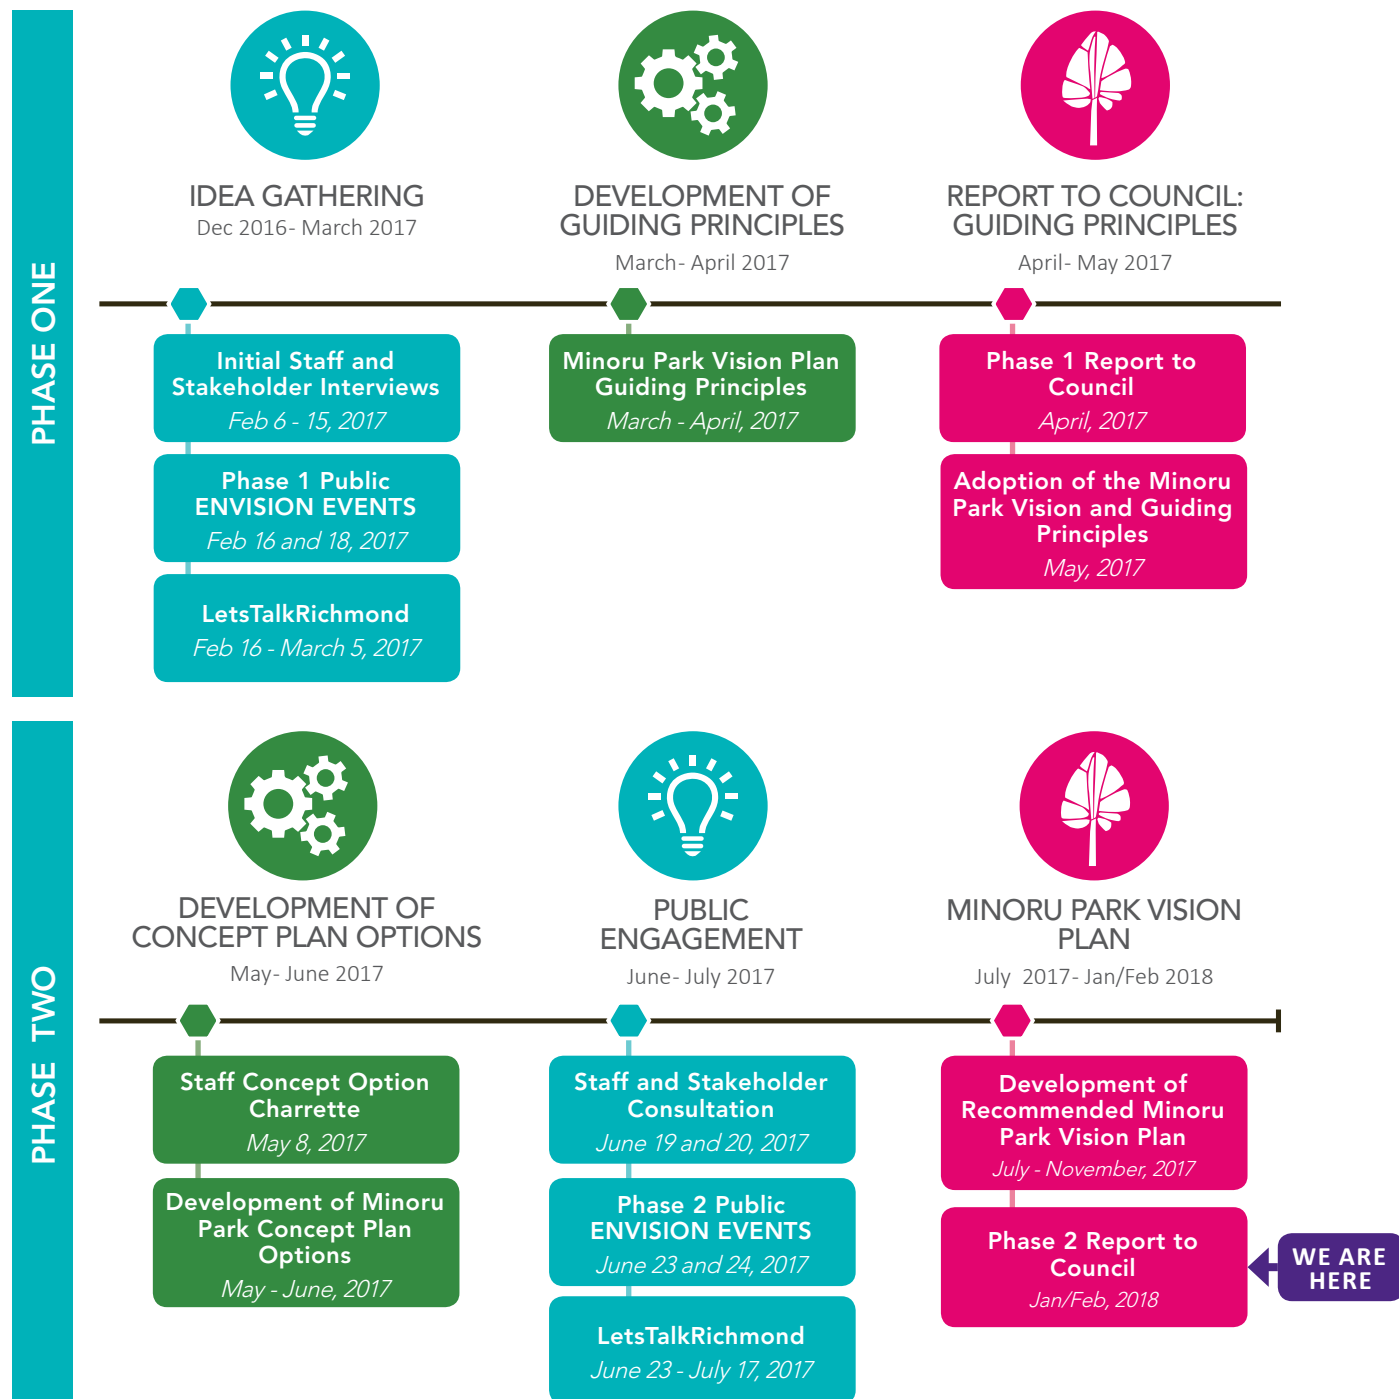 PHASE ONE
IDEA GATHERING
Dec 2016- March 2017
DEVELOPMENT OF
GUIDING PRINCIPLES
March- April 2017
REPORT TO COUNCIL:
GUIDING PRINCIPLES
April- May 2017
Initial Staff and
Stakeholder Interviews
Feb 6 - 15, 2017
Phase 1 Public
ENVISION EVENTS
Feb 16 and 18, 2017
LetsTalkRichmond
Feb 16 - March 5, 2017
Minoru Park Vision Plan
Guiding Principles
March - April, 2017
Phase 1 Report to
Council
April, 2017
Adoption of the Minoru
Park Vision and Guiding
Principles
May, 2017
PHASE TWO
DEVELOPMENT OF
CONCEPT PLAN OPTIONS
May- June 2017
PUBLIC
ENGAGEMENT
June- July 2017
MINORU PARK VISION
PLAN
July 2017- Jan/Feb 2018
Staff Concept Option
Charrette
May 8, 2017
Development of Minoru
Park Concept Plan
Options
May - June, 2017
Staff and Stakeholder
Consultation
June 19 and 20, 2017
Phase 2 Public
ENVISION EVENTS
June 23 and 24, 2017
LetsTalkRichmond
June 23 - July 17, 2017
Development of
Recommended Minoru
Park Vision Plan
July - November, 2017
Phase 2 Report to
Council
Jan/Feb, 2018
WE ARE
HERE